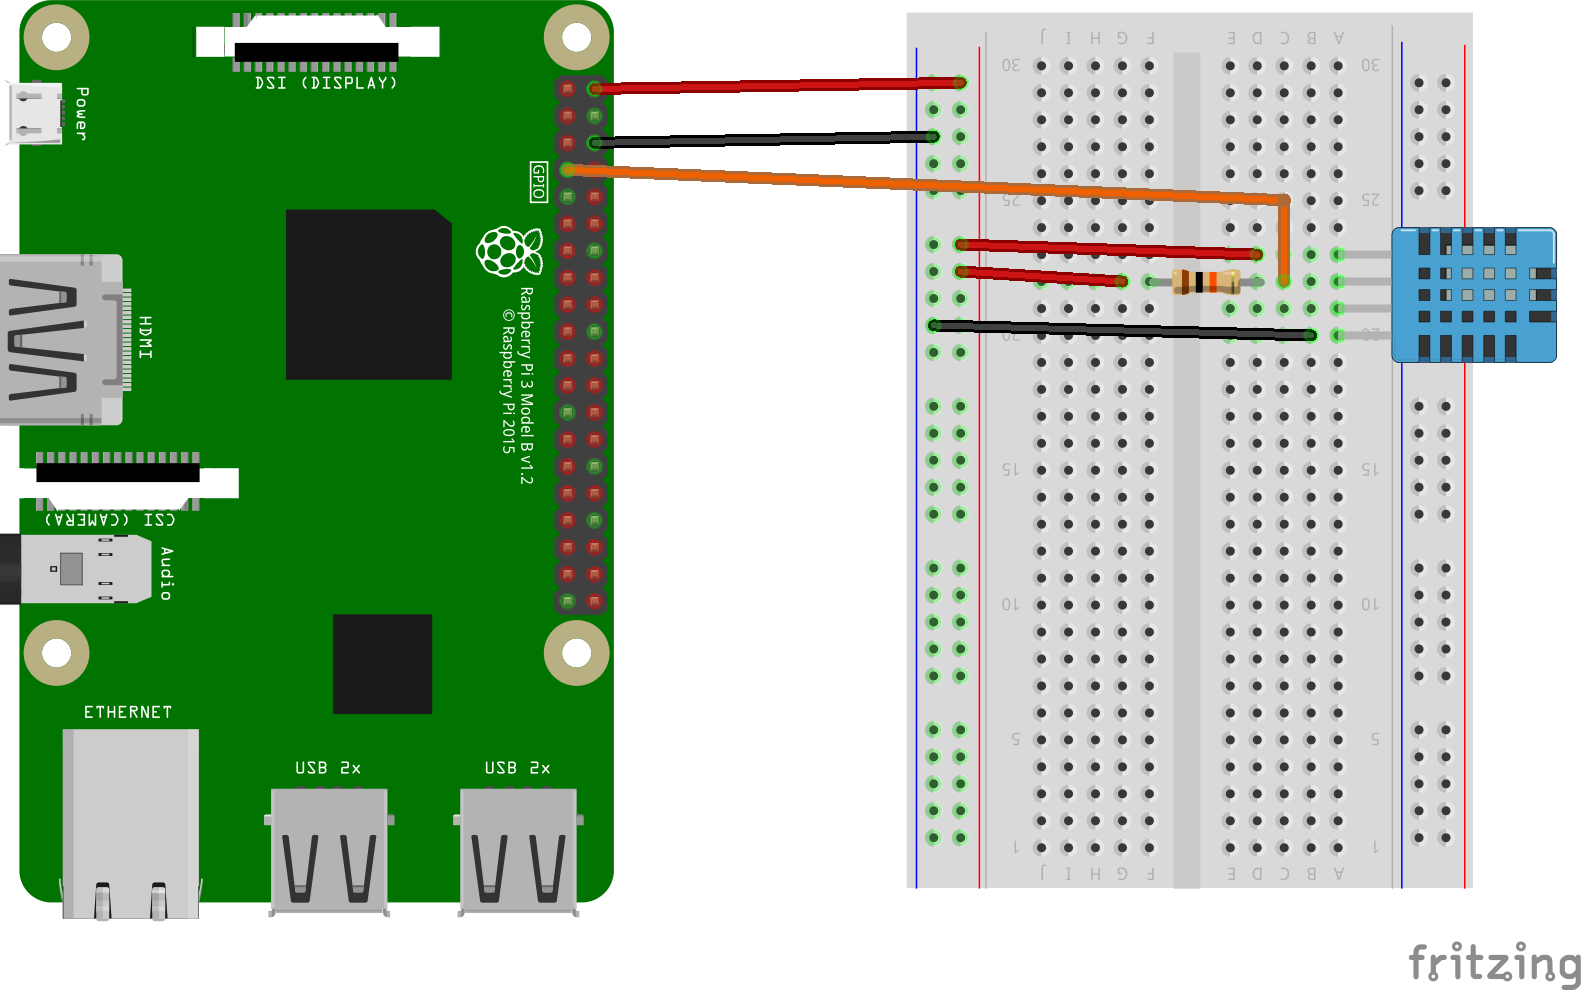 DSI (DISPLAY)
Power
GPIO
HDMI
Raspberry Pi 3 Model B v1.2
© Raspberry Pi 2015
CSI (CAMERA)
Audio
ETHERNET
USB 2x
USB 2x
J I H G F E D C B A
30 30
25 25
20 20
15 15
10 10
5 5
1 1
J I H G F E D C B A
fritzing